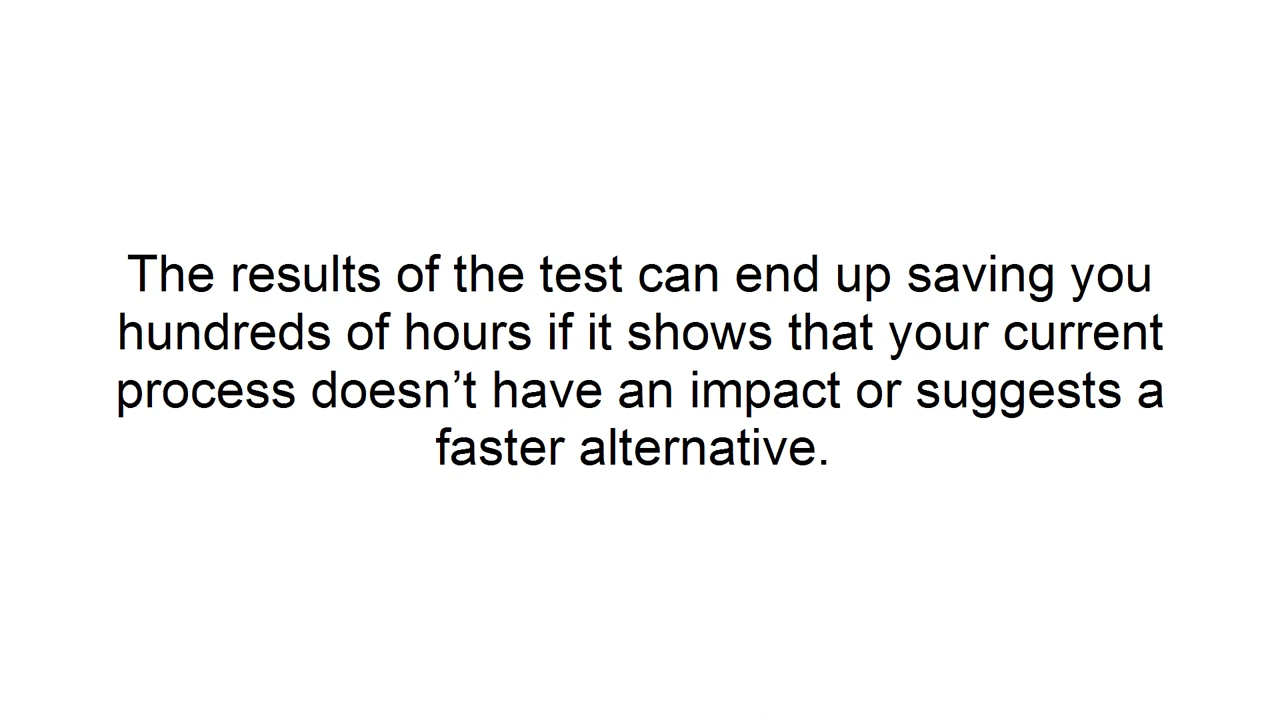 The results of the test can end up saving you
hundreds of hours if it shows that your current
process doesn’t have an impact or suggests a
faster alternative.